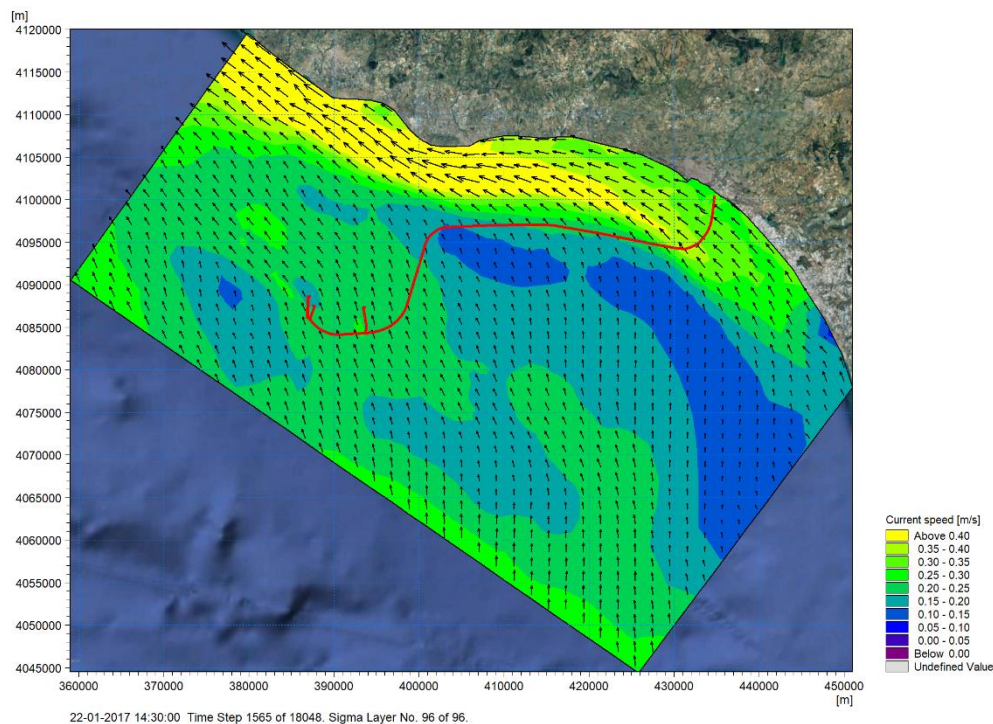 [m]
4120000
4115000
4110000
4105000
4100000
4095000
4090000
4085000
4080000
4075000
4070000
4065000
4060000
4055000
4050000
4045000
360000 370000 380000 390000 400000 410000 420000 430000 440000 450000
[m]
Current speed [m/s]
Above 0.40
0.35 - 0.40
0.30 - 0.35
0.25 - 0.30
0.20 - 0.25
0.15 - 0.20
0.10 - 0.15
0.05 - 0.10
0.00 - 0.05
Below 0.00
Undefined Value
22-01-2017 14:30:00 Time Step 1565 of 18048. Sigma Layer No. 96 of 96.